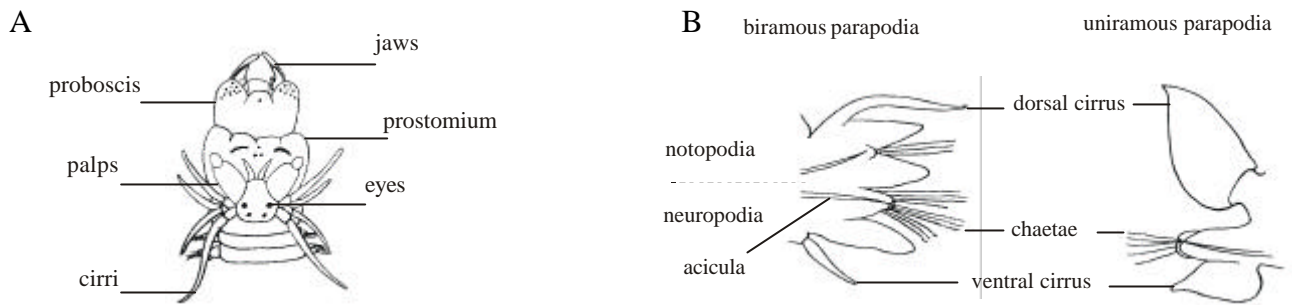 A
jaws
proboscis
prostomium
palps
eyes
cirri
B
biramous parapodia
uniramous parapodia
dorsal cirrus
notopodia
neuropodia
chaetae
acicula
ventral cirrus